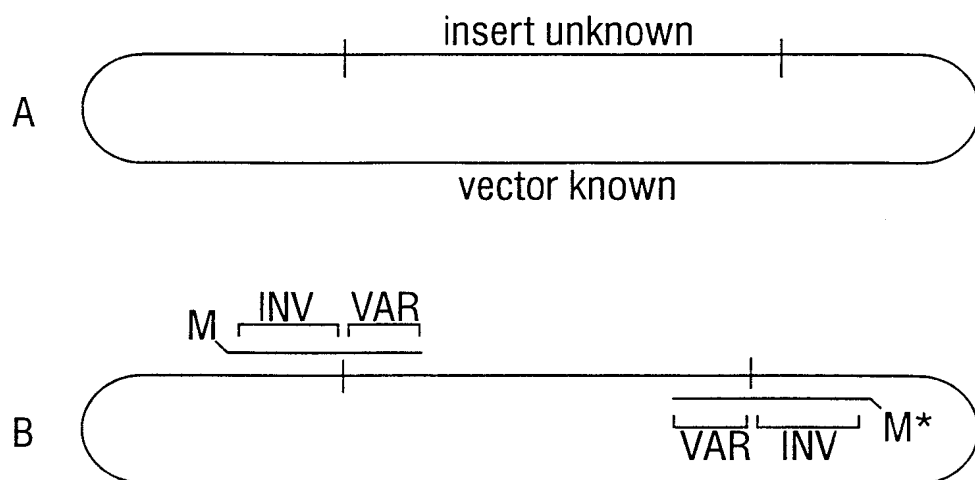 insert unknown
A
vector known
INV VAR
M
B
VAR INV M*